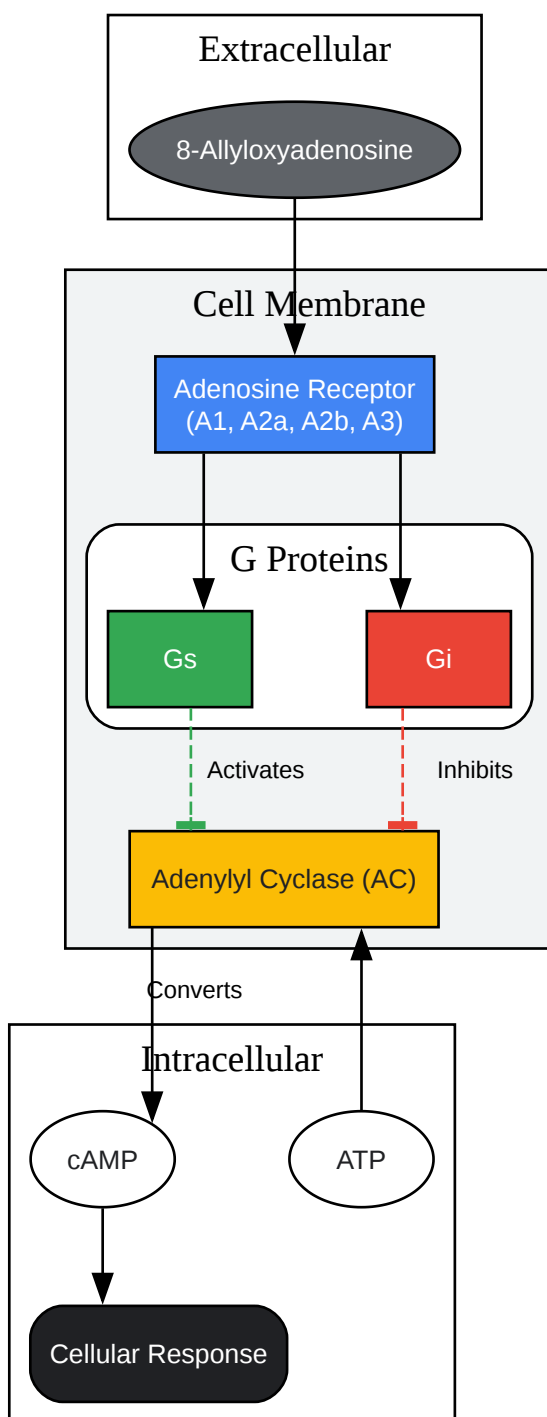 Extracellular
8-Allyloxyadenosine
Cell Membrane
Adenosine Receptor
(A1, A2a, A2b, A3)
G Proteins
Gs
Gi
Activates
Inhibits
Adenylyl Cyclase (AC)
Converts
Intracellular
cAMP
ATP
Cellular Response